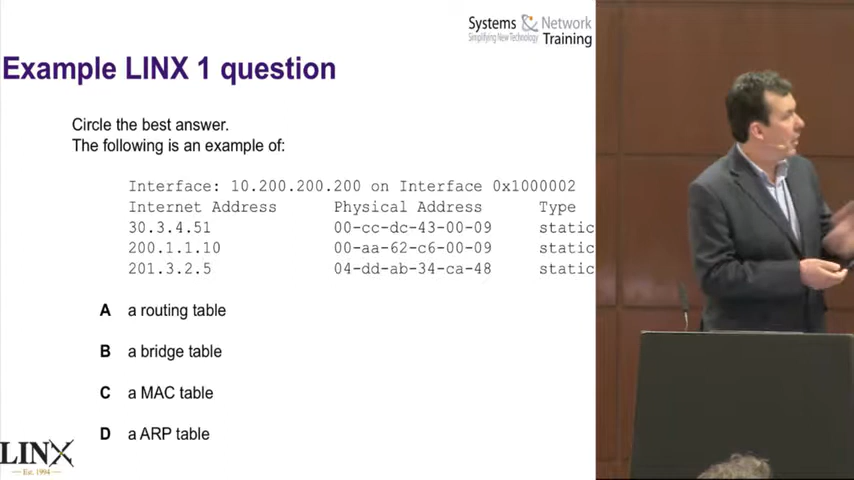 Systems & Network
Simplifying New Technology Training
Example LINX 1 question
Circle the best answer.
The following is an example of:
Interface: 10.200.200.200 on Interface 0x1000002
Internet Address Physical Address Type
30.3.4.51 00-cc-dc-43-00-09 static
200.1.1.10 00-aa-62-c6-00-09 static
201.3.2.5 04-dd-ab-34-ca-48 static
A a routing table
B a bridge table
C a MAC table
D a ARP table
LINX
Est. 1994